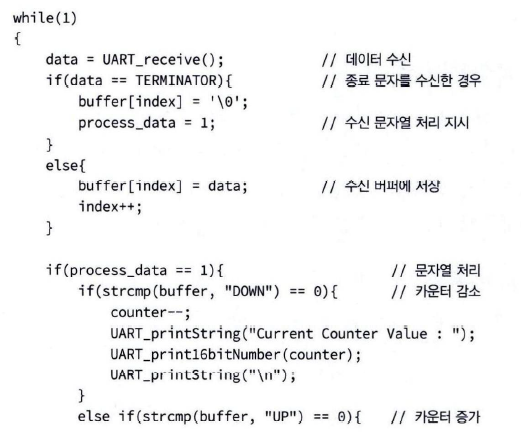 while(1)
{
    data = UART_receive();                // 데이터 수신
    if(data == TERMINATOR){               // 종료 문자를 수신한 경우
        buffer[index] = '\0';
        process_data = 1;                 // 수신 문자열 처리 지시
    }
    else{
        buffer[index] = data;             // 수신 버퍼에 저장
        index++;
    }

    if(process_data == 1){                        // 문자열 처리
        if(strcmp(buffer, "DOWN") == 0){          // 카운터 감소
            counter--;
            UART_printString("Current Counter Value : ");
            UART_print16bitNumber(counter);
            UART_printString("\n");
        }
        else if(strcmp(buffer, "UP") == 0){    // 카운터 증가